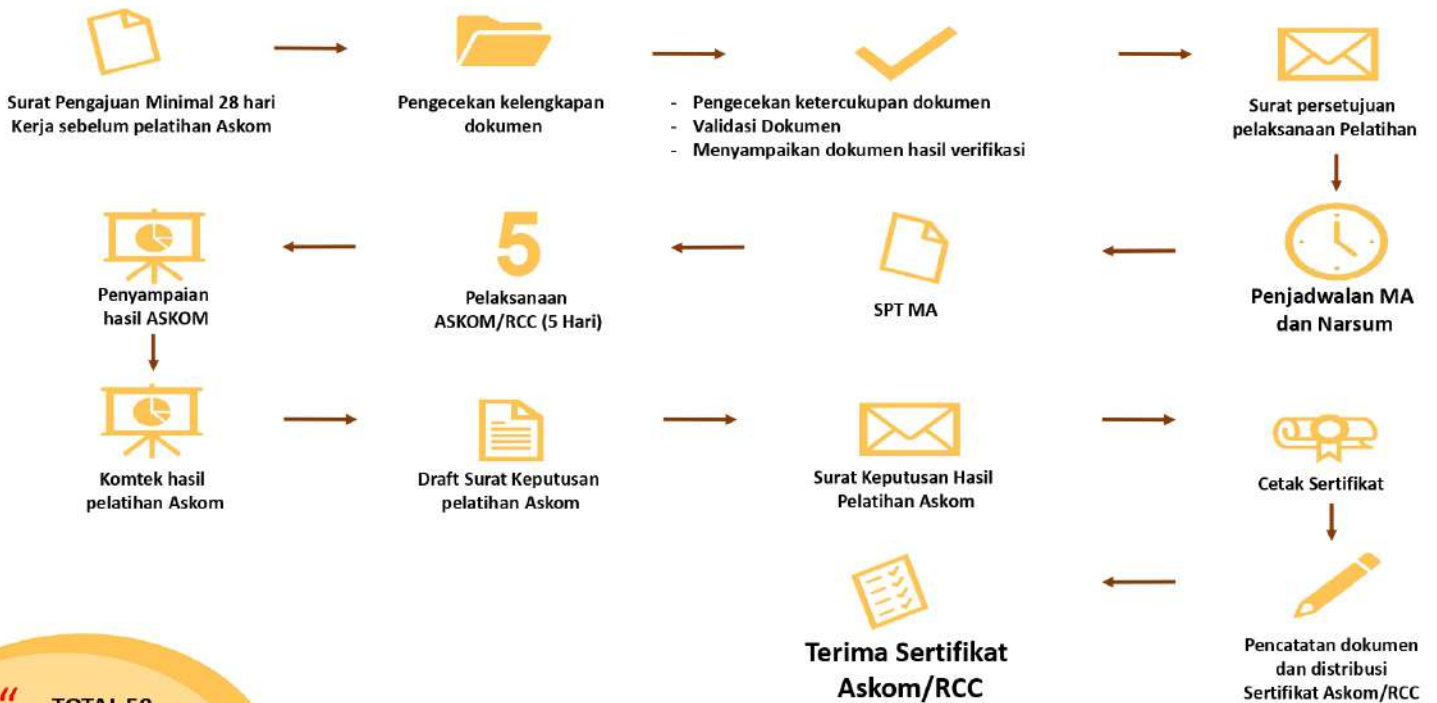 Surat Pengajuan Minimal 28 hari
Kerja sebelum pelatihan Askom
Pengecekan kelengkapan
dokumen
- Pengecekan ketercukupan dokumen
- Validasi Dokumen
- Menyampaikan dokumen hasil verifikasi
Surat persetujuan
pelaksanaan Pelatihan
Penyampaian
hasil ASKOM
5
Pelaksanaan
ASKOM/RCC (5 Hari)
SPT MA
Penjadwalan MA
dan Narsum
Komtek hasil
pelatihan Askom
Draft Surat Keputusan
pelatihan Askom
Surat Keputusan Hasil
Pelatihan Askom
Cetak Sertifikat
Terima Sertifikat
Askom/RCC
Pencatatan dokumen
dan distribusi
Sertifikat Askom/RCC
“ TOTAL